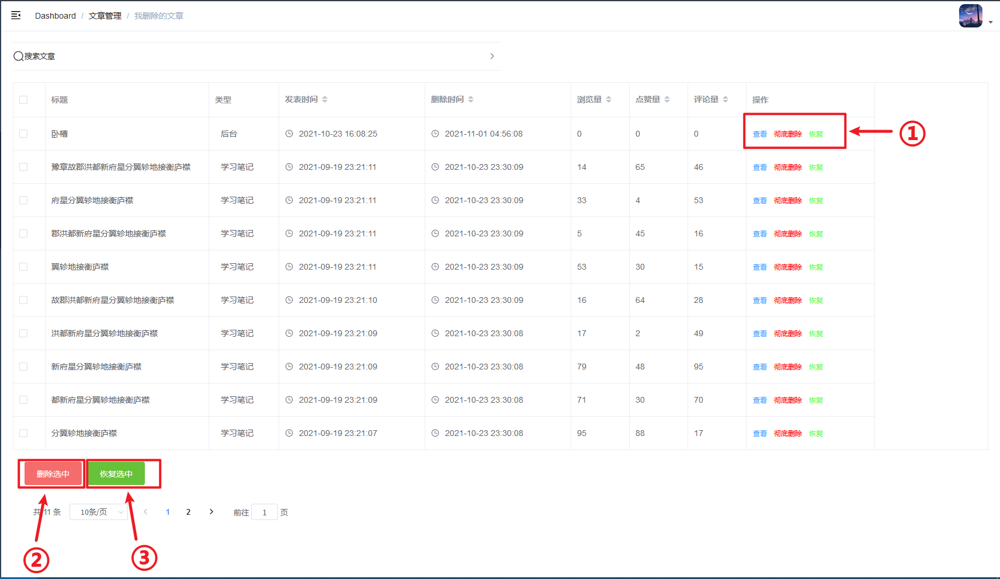 Dashboard / 文章管理 / 我删除的文章
搜索文章
标题 类型 发表时间 删除时间 浏览量 点赞量 评论量 操作
卧槽 后台 2021-10-23 16:08:25 2021-11-01 04:56:08 0 0 0 查看 彻底删除 恢复 ①
豫章故郡洪都新府星分翼轸地接衡庐襟 学习笔记 2021-09-19 23:21:11 2021-10-23 23:30:09 14 65 46 查看 彻底删除 恢复
府星分翼轸地接衡庐襟 学习笔记 2021-09-19 23:21:11 2021-10-23 23:30:09 33 4 53 查看 彻底删除 恢复
郡洪都新府星分翼轸地接衡庐襟 学习笔记 2021-09-19 23:21:11 2021-10-23 23:30:09 5 45 16 查看 彻底删除 恢复
翼轸地接衡庐襟 学习笔记 2021-09-19 23:21:11 2021-10-23 23:30:09 53 30 15 查看 彻底删除 恢复
故郡洪都新府星分翼轸地接衡庐襟 学习笔记 2021-09-19 23:21:10 2021-10-23 23:30:09 16 64 28 查看 彻底删除 恢复
洪都新府星分翼轸地接衡庐襟 学习笔记 2021-09-19 23:21:09 2021-10-23 23:30:08 17 2 49 查看 彻底删除 恢复
新府星分翼轸地接衡庐襟 学习笔记 2021-09-19 23:21:09 2021-10-23 23:30:08 79 48 95 查看 彻底删除 恢复
都新府星分翼轸地接衡庐襟 学习笔记 2021-09-19 23:21:09 2021-10-23 23:30:08 71 30 70 查看 彻底删除 恢复
分翼轸地接衡庐襟 学习笔记 2021-09-19 23:21:07 2021-10-23 23:30:08 95 88 17 查看 彻底删除 恢复
删除选中 恢复选中
共 11 条 10条/页 1 2 前往 1 页
② ③